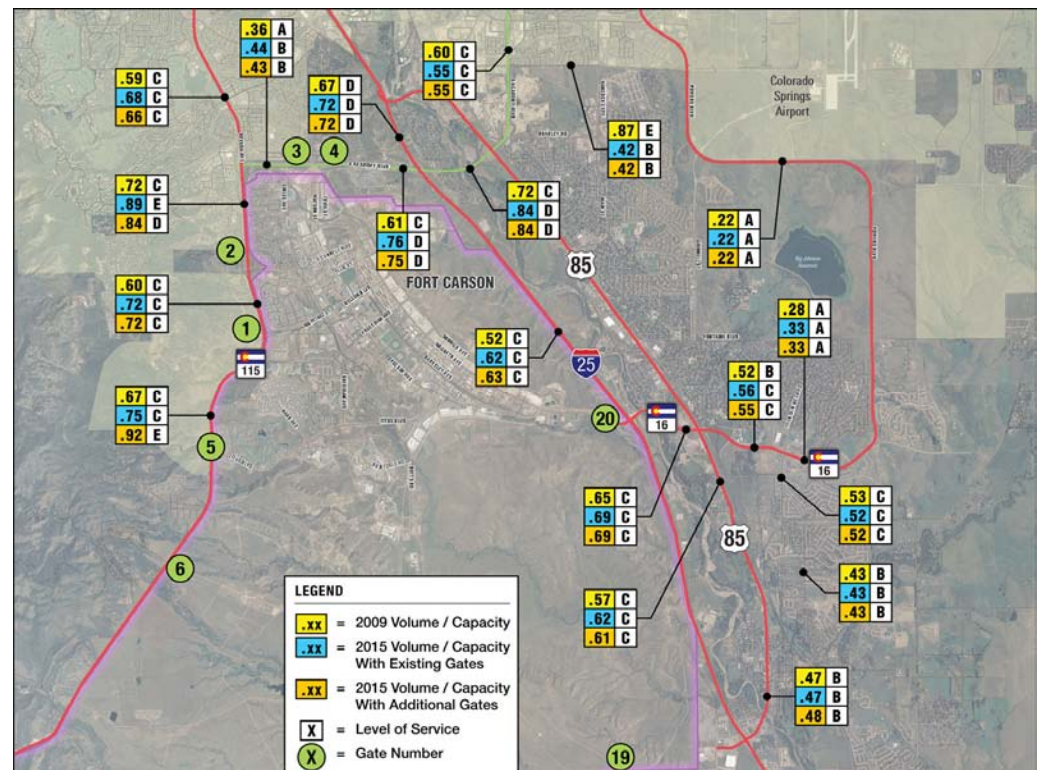 .36 A
.44 B
.43 B
.59 C
.68 C
.66 C
.67 D
.72 D
.72 D
.60 C
.55 C
.55 C
Colorado
Springs
Airport
.87 E
.42 B
.42 B
3
4
.72 C
.89 E
.84 D
.61 C
.76 D
.75 D
.72 C
.84 D
.84 D
.22 A
.22 A
.22 A
2
85
FORT CARSON
.60 C
.72 C
.72 C
1
115
.52 C
.62 C
.63 C
25
.28 A
.33 A
.33 A
.52 B
.56 C
.55 C
.67 C
.75 C
.92 E
5
20
16
16
.65 C
.69 C
.69 C
.53 C
.52 C
.52 C
85
6
.57 C
.62 C
.61 C
.43 B
.43 B
.43 B
.47 B
.47 B
.48 B
19
LEGEND
.xx = 2009 Volume / Capacity
.xx = 2015 Volume / Capacity
With Existing Gates
.xx = 2015 Volume / Capacity
With Additional Gates
X = Level of Service
X = Gate Number